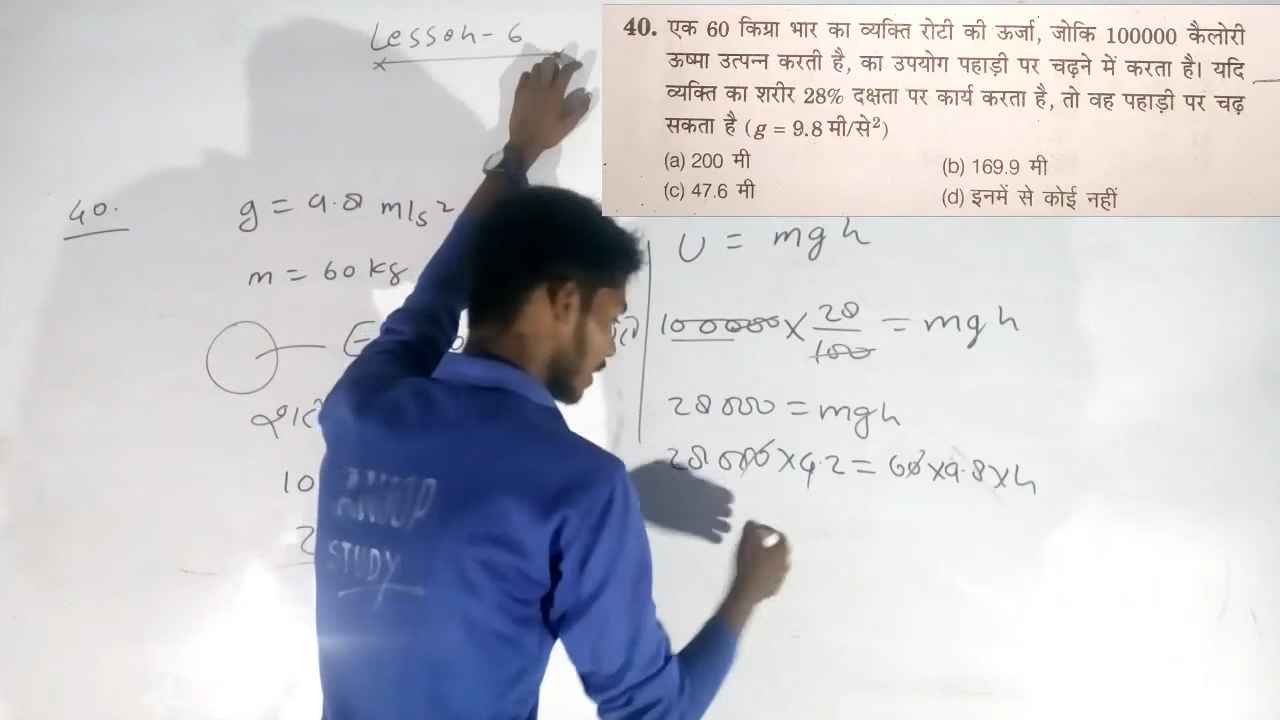 Lesson-6
40. एक 60 किग्रा भार का व्यक्ति रोटी की ऊर्जा, जोकि 100000 कैलोरी
ऊष्मा उत्पन्न करती है, का उपयोग पहाड़ी पर चढ़ने में करता है। यदि
व्यक्ति का शरीर 28% दक्षता पर कार्य करता है, तो वह पहाड़ी पर चढ़
सकता है (g = 9.8 मी/से²)
(a) 200 मी (b) 169.9 मी
(c) 47.6 मी (d) इनमें से कोई नहीं
40. g = 9.8 m/s²
m = 60 kg
10
2
U = mgh
100000 × 28/100 = mgh
28000 = mgh
28000 × 4.2 = 60 × 9.8 × h
ANOOP
STUDY